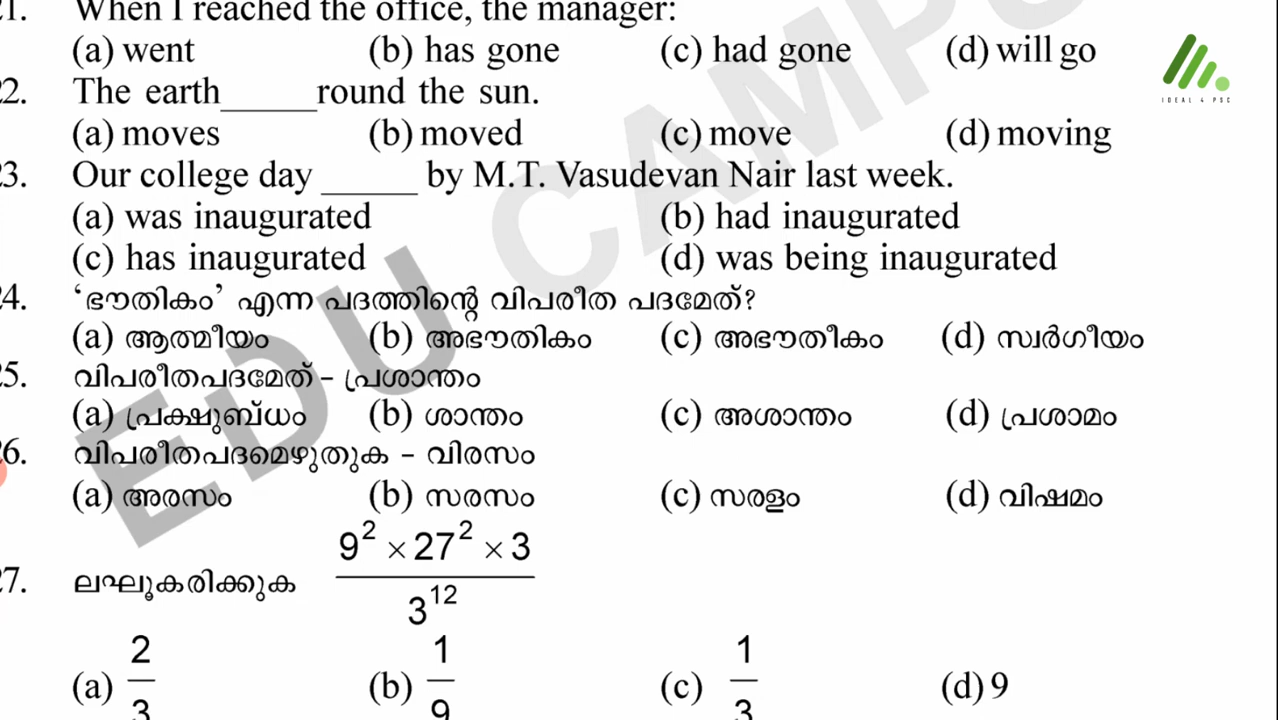 21. When I reached the office, the manager:
(a) went (b) has gone (c) had gone (d) will go
IDEAL 4 PSC
22. The earth_____round the sun.
(a) moves (b) moved (c) move (d) moving
23. Our college day _____ by M.T. Vasudevan Nair last week.
(a) was inaugurated (b) had inaugurated
(c) has inaugurated (d) was being inaugurated
24. ‘ഭൗതികം’ എന്ന പദത്തിന്റെ വിപരീത പദമേത്?
(a) ആത്മീയം (b) അഭൗതികം (c) അഭൗതീകം (d) സ്വർഗീയം
25. വിപരീതപദമേത് – പ്രശാന്തം
(a) പ്രക്ഷുബ്ധം (b) ശാന്തം (c) അശാന്തം (d) പ്രശാമം
26. വിപരീതപദമെഴുതുക – വിരസം
(a) അരസം (b) സരസം (c) സരളം (d) വിഷമം
27. ലഘൂകരിക്കുക 9² × 27² × 3 / 3¹²
(a) 2/3 (b) 1/9 (c) 1/3 (d) 9
EDU CAMPU